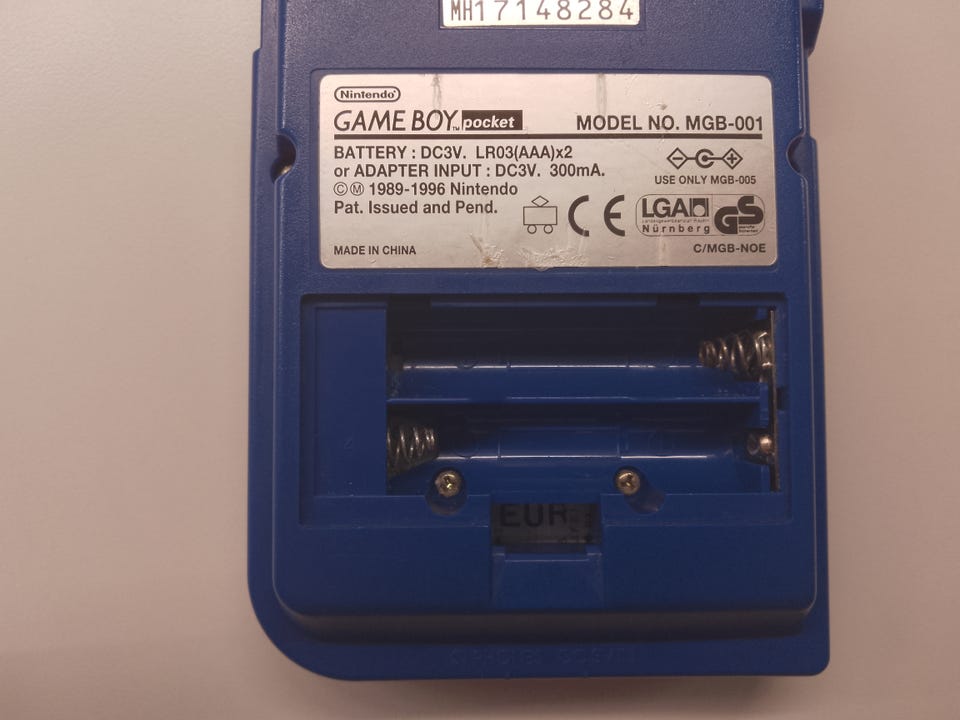 MH17148284
Nintendo
GAME BOY TM pocket
MODEL NO. MGB-001
BATTERY : DC3V. LR03(AAA)x2
or ADAPTER INPUT : DC3V. 300mA.
©Ⓜ 1989-1996 Nintendo
Pat. Issued and Pend.
USE ONLY MGB-005
CE
LGA
Nürnberg
GS
MADE IN CHINA
C/MGB-NOE
EUR